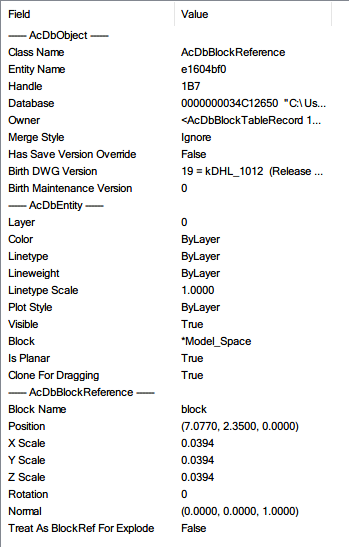 Field Value
----- AcDbObject -----
Class Name AcDbBlockReference
Entity Name e1604bf0
Handle 1B7
Database 0000000034C12650 "C:\Us...
Owner <AcDbBlockTableRecord 1...
Merge Style Ignore
Has Save Version Override False
Birth DWG Version 19 = kDHL_1012 (Release ...
Birth Maintenance Version 0
----- AcDbEntity -----
Layer 0
Color ByLayer
Linetype ByLayer
Lineweight ByLayer
Linetype Scale 1.0000
Plot Style ByLayer
Visible True
Block *Model_Space
Is Planar True
Clone For Dragging True
----- AcDbBlockReference -----
Block Name block
Position (7.0770, 2.3500, 0.0000)
X Scale 0.0394
Y Scale 0.0394
Z Scale 0.0394
Rotation 0
Normal (0.0000, 0.0000, 1.0000)
Treat As BlockRef For Explode False